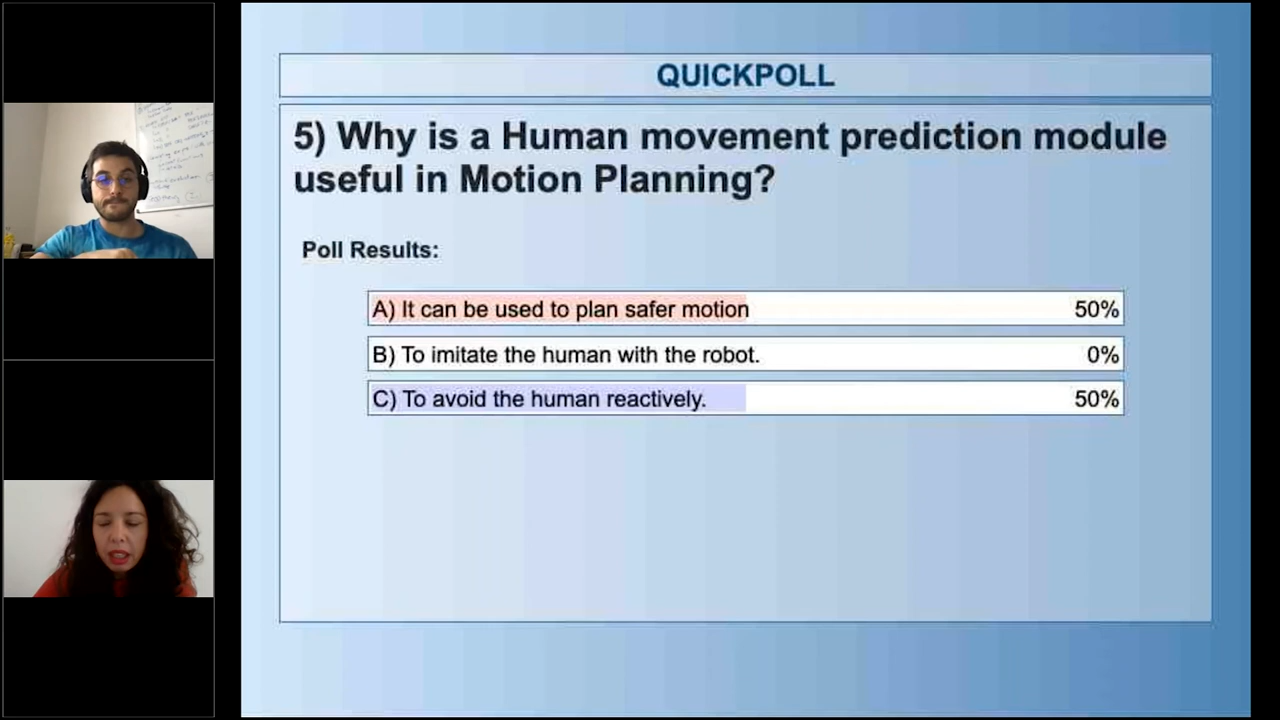 QUICKPOLL
5) Why is a Human movement prediction module
useful in Motion Planning?
Poll Results:
A) It can be used to plan safer motion
50%
B) To imitate the human with the robot.
0%
C) To avoid the human reactively.
50%